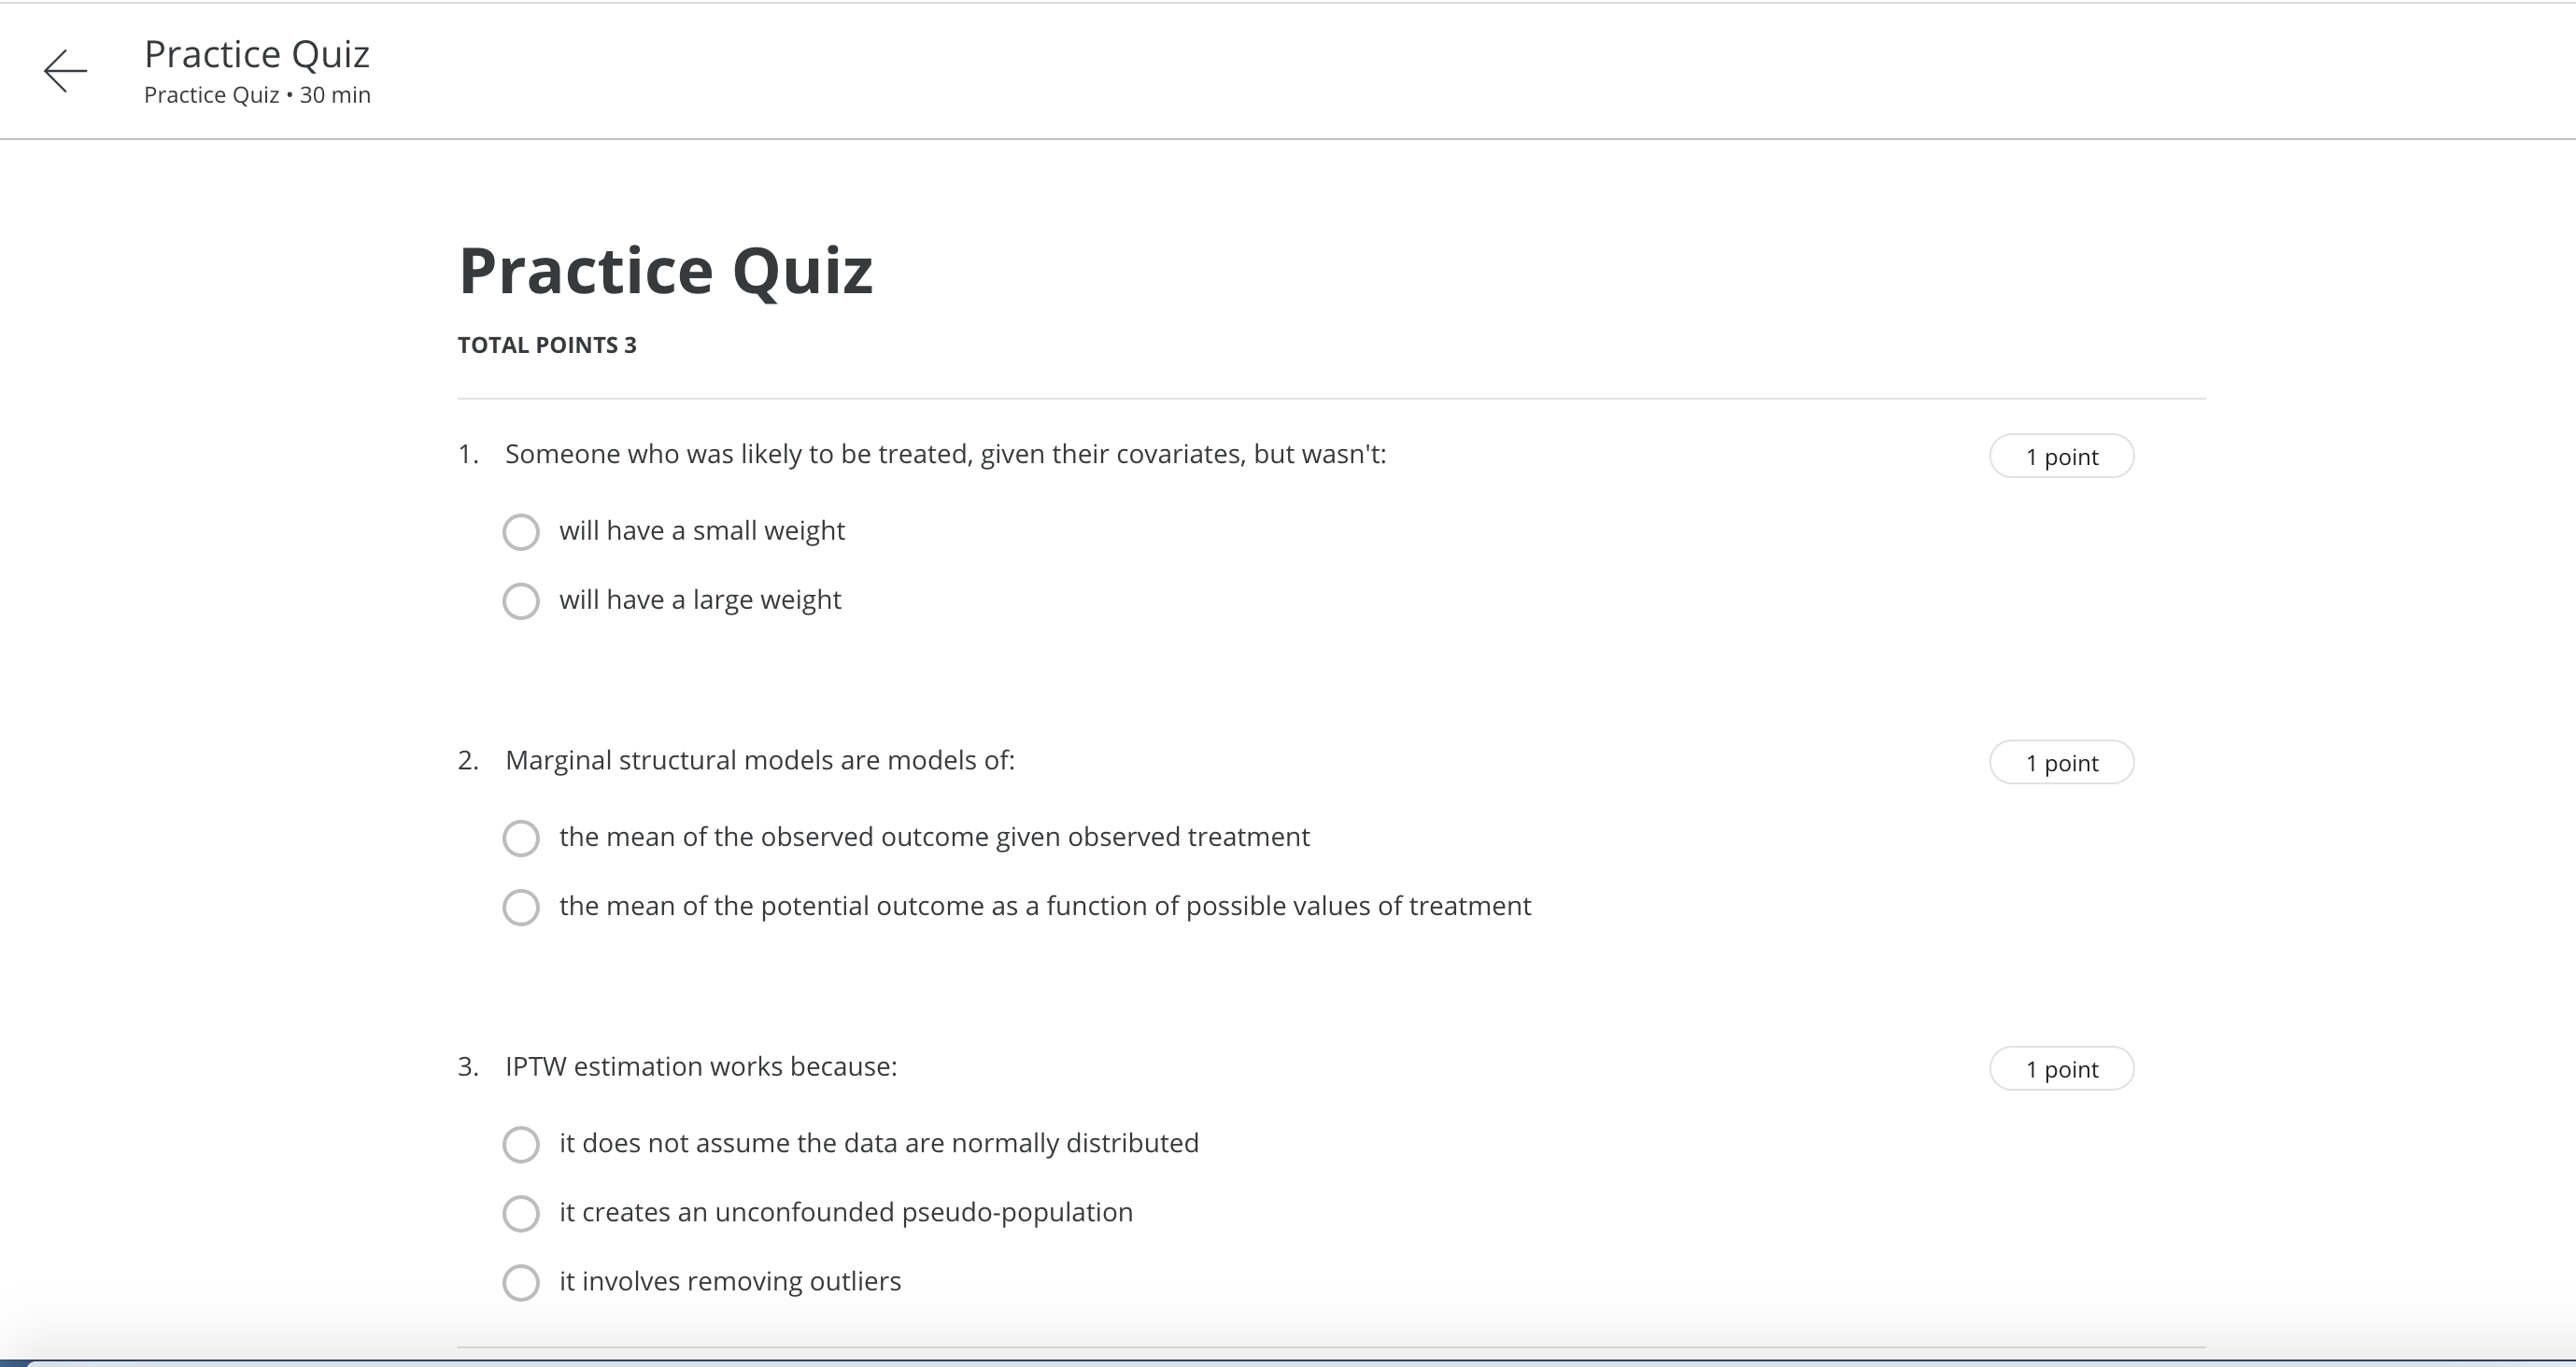 Practice Quiz
Practice Quiz • 30 min
Practice Quiz
TOTAL POINTS 3
1. Someone who was likely to be treated, given their covariates, but wasn't:
1 point
will have a small weight
will have a large weight
2. Marginal structural models are models of:
1 point
the mean of the observed outcome given observed treatment
the mean of the potential outcome as a function of possible values of treatment
3. IPTW estimation works because:
1 point
it does not assume the data are normally distributed
it creates an unconfounded pseudo-population
it involves removing outliers